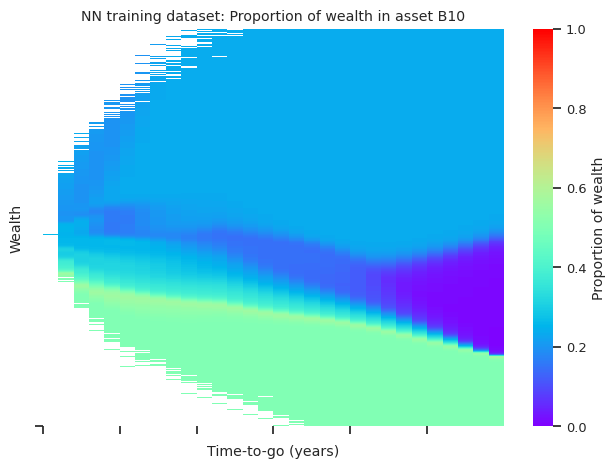 NN training dataset: Proportion of wealth in asset B10
1.0
0.8
0.6
0.4
0.2
0.0
Proportion of wealth
Wealth
Time-to-go (years)